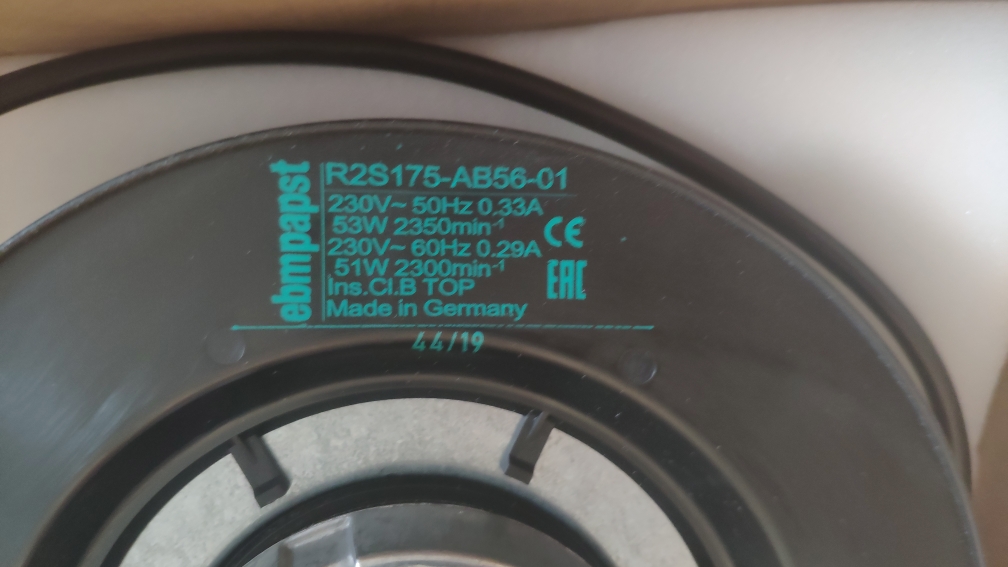 ebmpapst
R2S175-AB56-01
230V~ 50Hz 0.33A
53W 2350min⁻¹
230V~ 60Hz 0.29A
51W 2300min⁻¹
Ins.Cl.B TOP
Made in Germany
CE
EAC
44/19